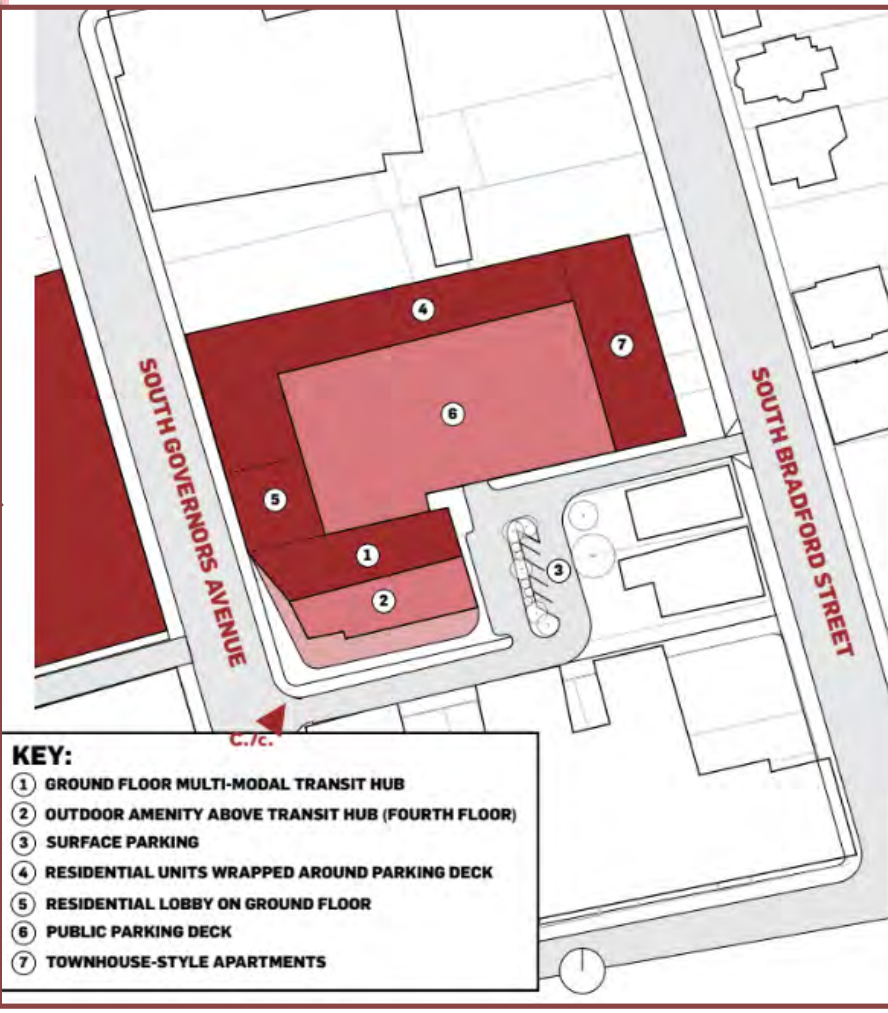 4
7
SOUTH GOVERNORS AVENUE
SOUTH BRADFORD STREET
6
5
1
3
2
C./c.
KEY:
1 GROUND FLOOR MULTI-MODAL TRANSIT HUB
2 OUTDOOR AMENITY ABOVE TRANSIT HUB (FOURTH FLOOR)
3 SURFACE PARKING
4 RESIDENTIAL UNITS WRAPPED AROUND PARKING DECK
5 RESIDENTIAL LOBBY ON GROUND FLOOR
6 PUBLIC PARKING DECK
7 TOWNHOUSE-STYLE APARTMENTS